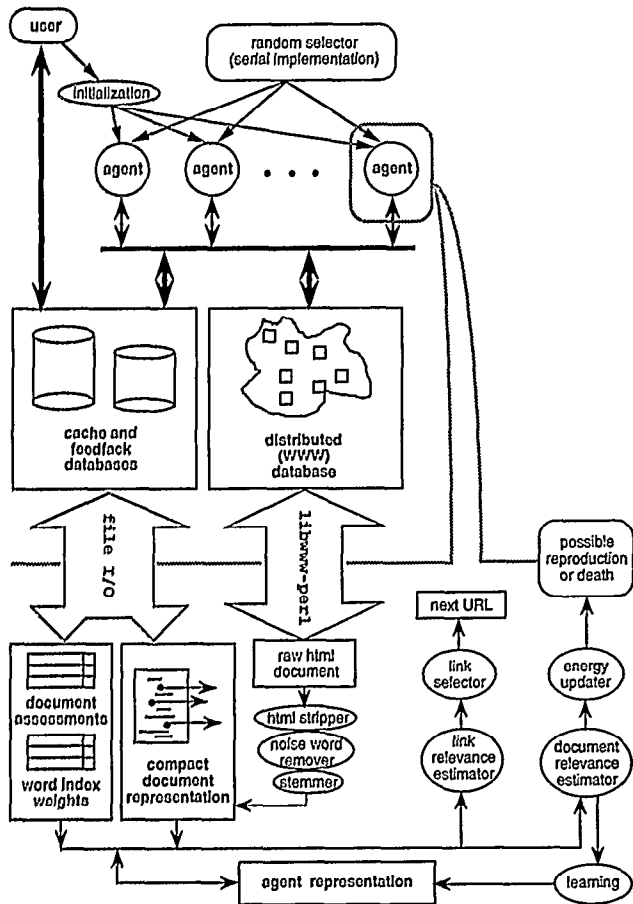 user
random selector
(serial implementation)
initialization
agent
agent
• • •
agent
cache and
feedfack
databases
distributed
(WWW)
database
file I/O
libwww-perl
possible
reproduction
or death
next URL
raw html
document
link
selector
energy
updater
document
assessments
html stripper
noise word
remover
stemmer
link
relevance
estimator
document
relevance
estimator
word index
weights
compact
document
representation
agent representation
learning